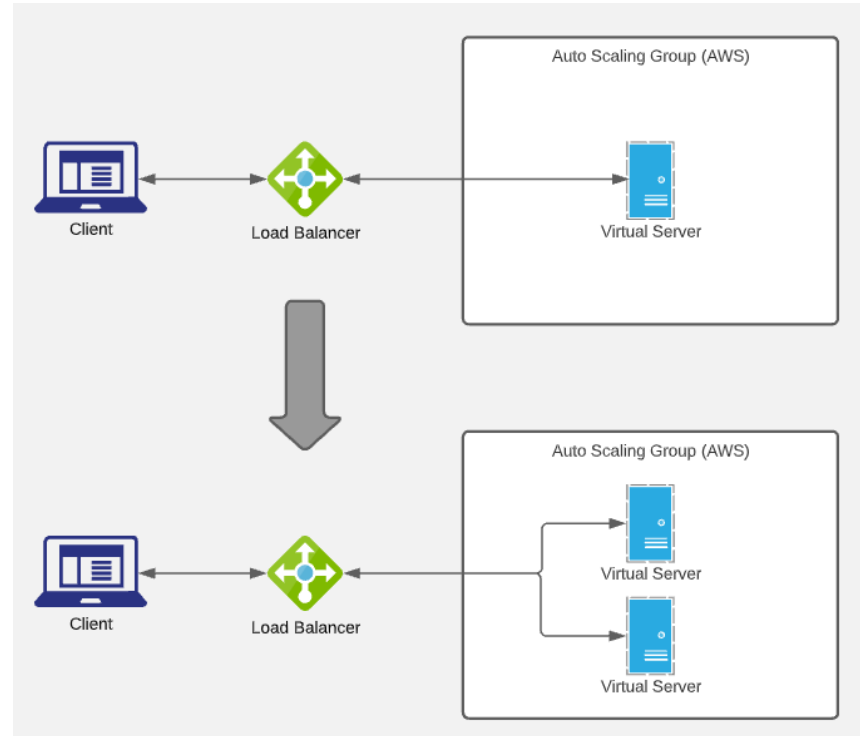 Auto Scaling Group (AWS)
Client
Load Balancer
Virtual Server
Auto Scaling Group (AWS)
Virtual Server
Client
Load Balancer
Virtual Server